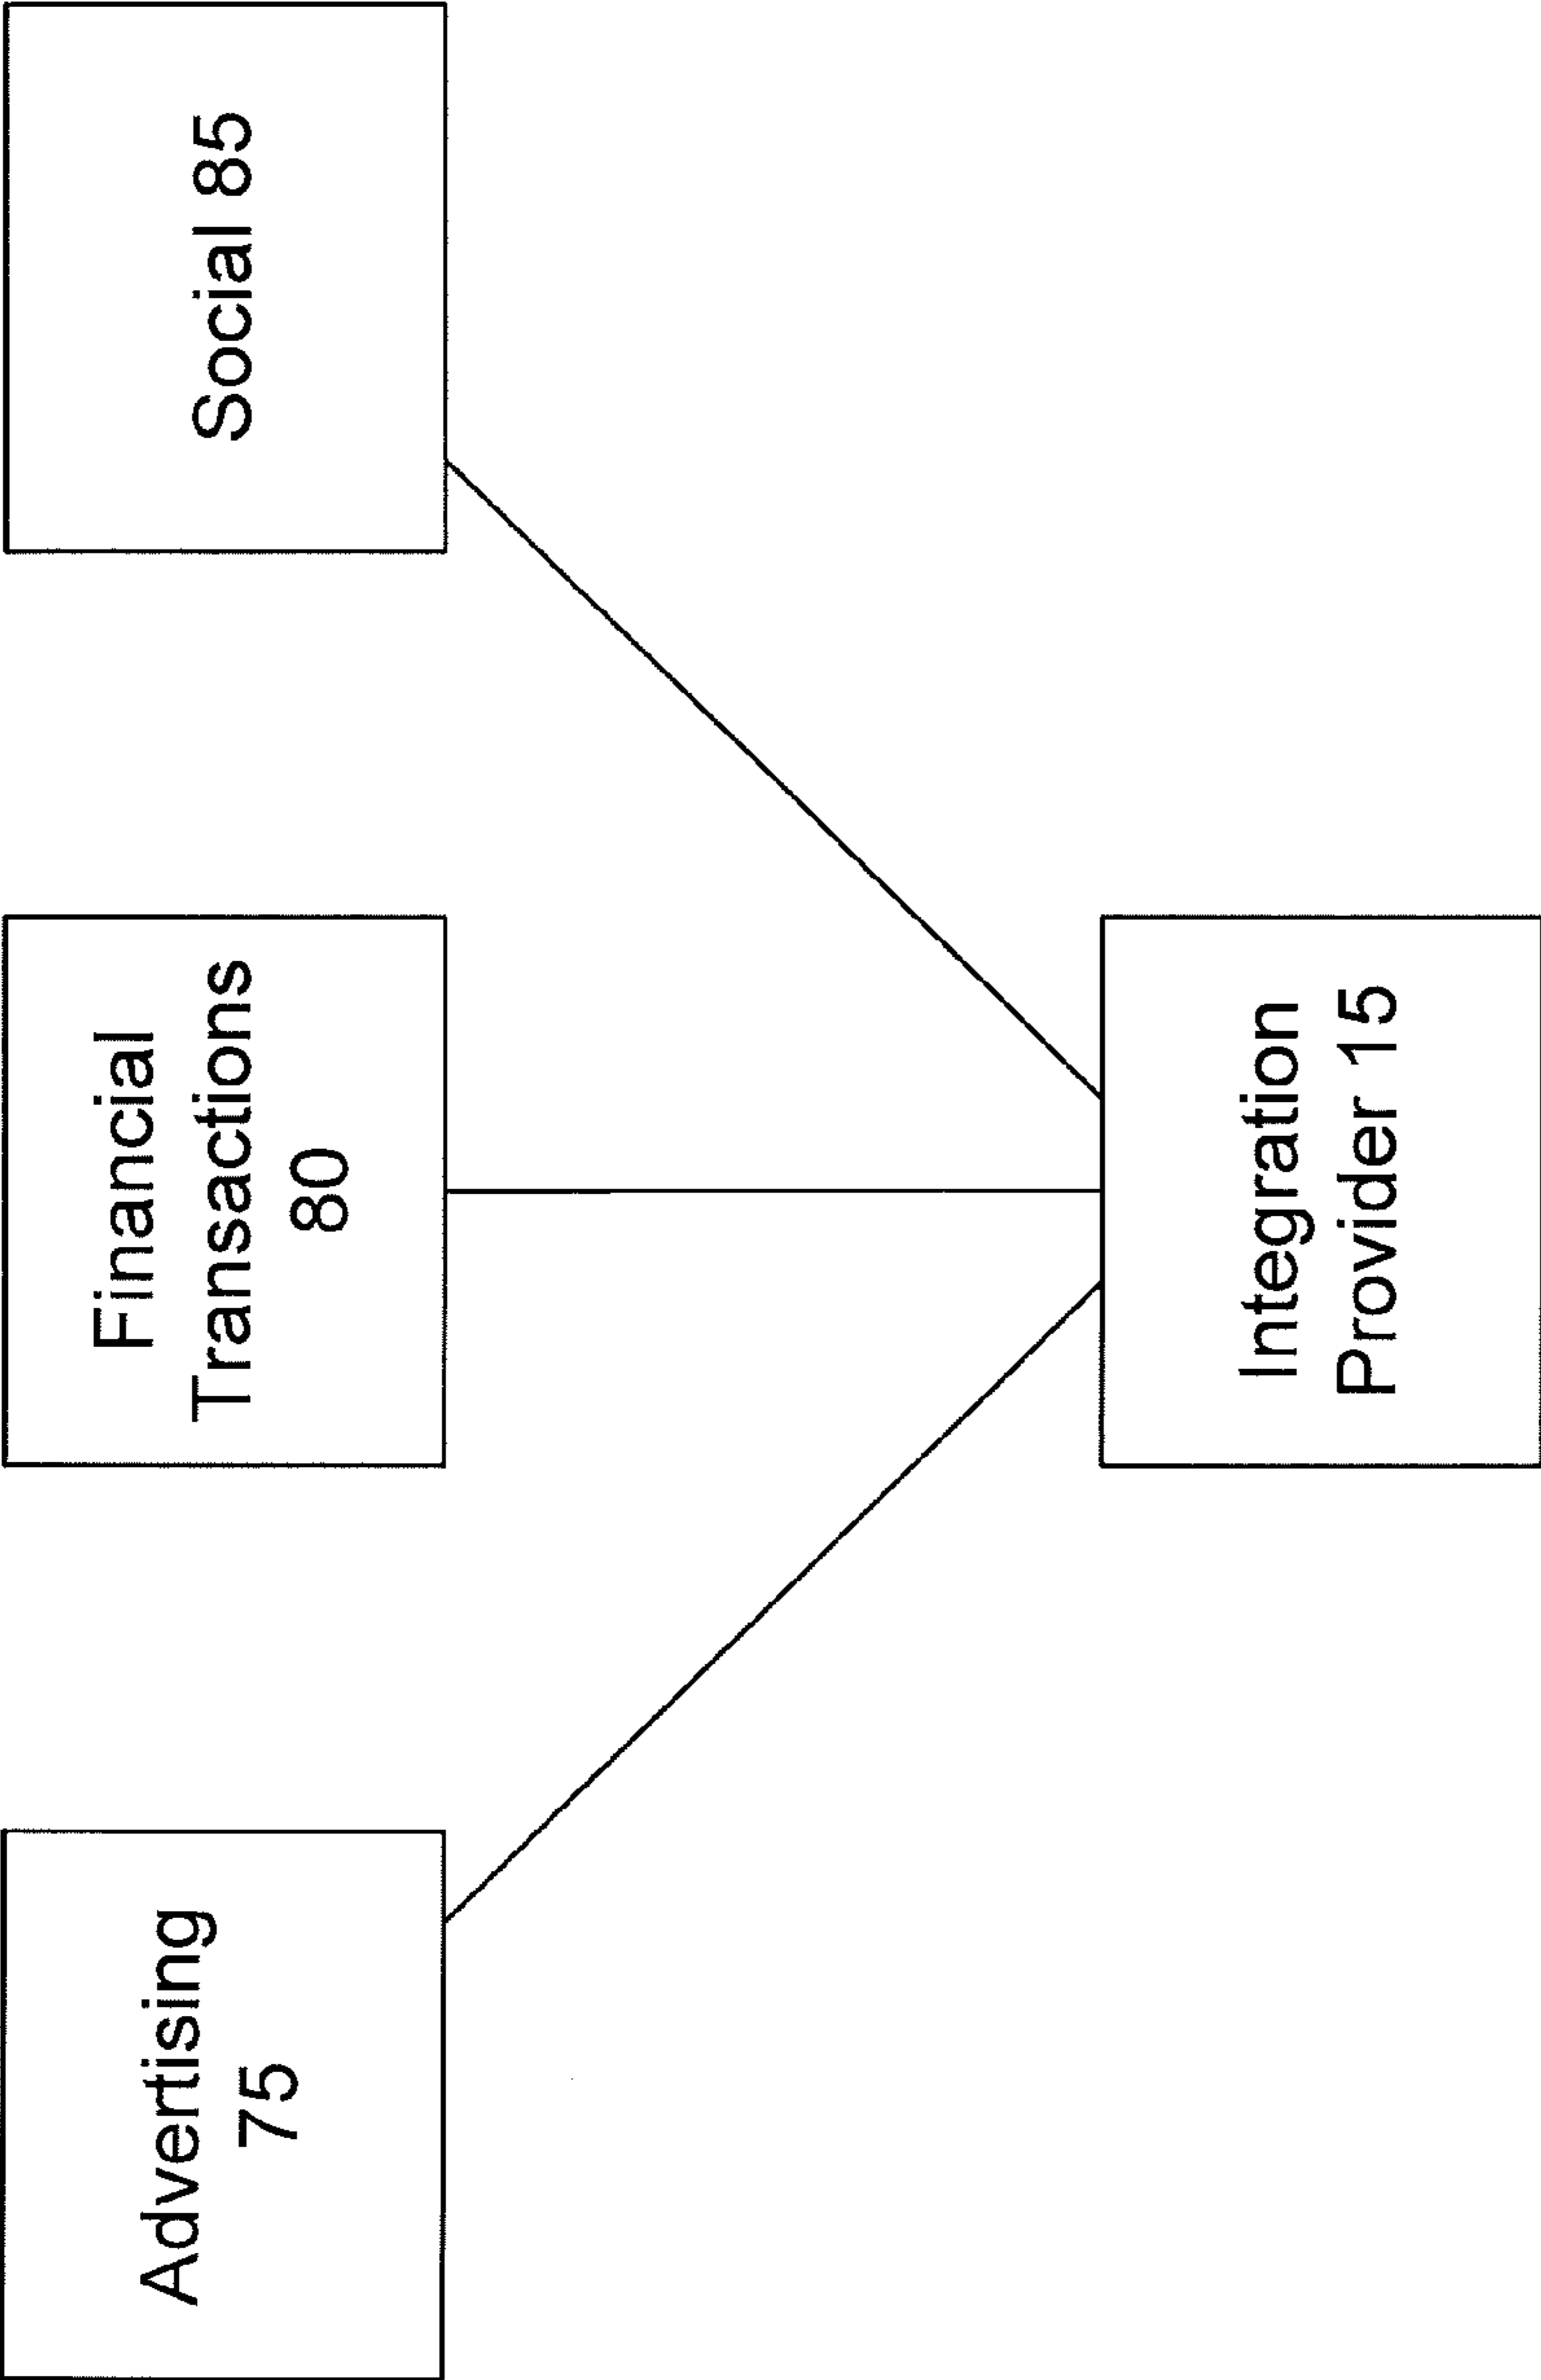 Advertising
75
Financial
Transactions
80
Social 85
Integration
Provider 15